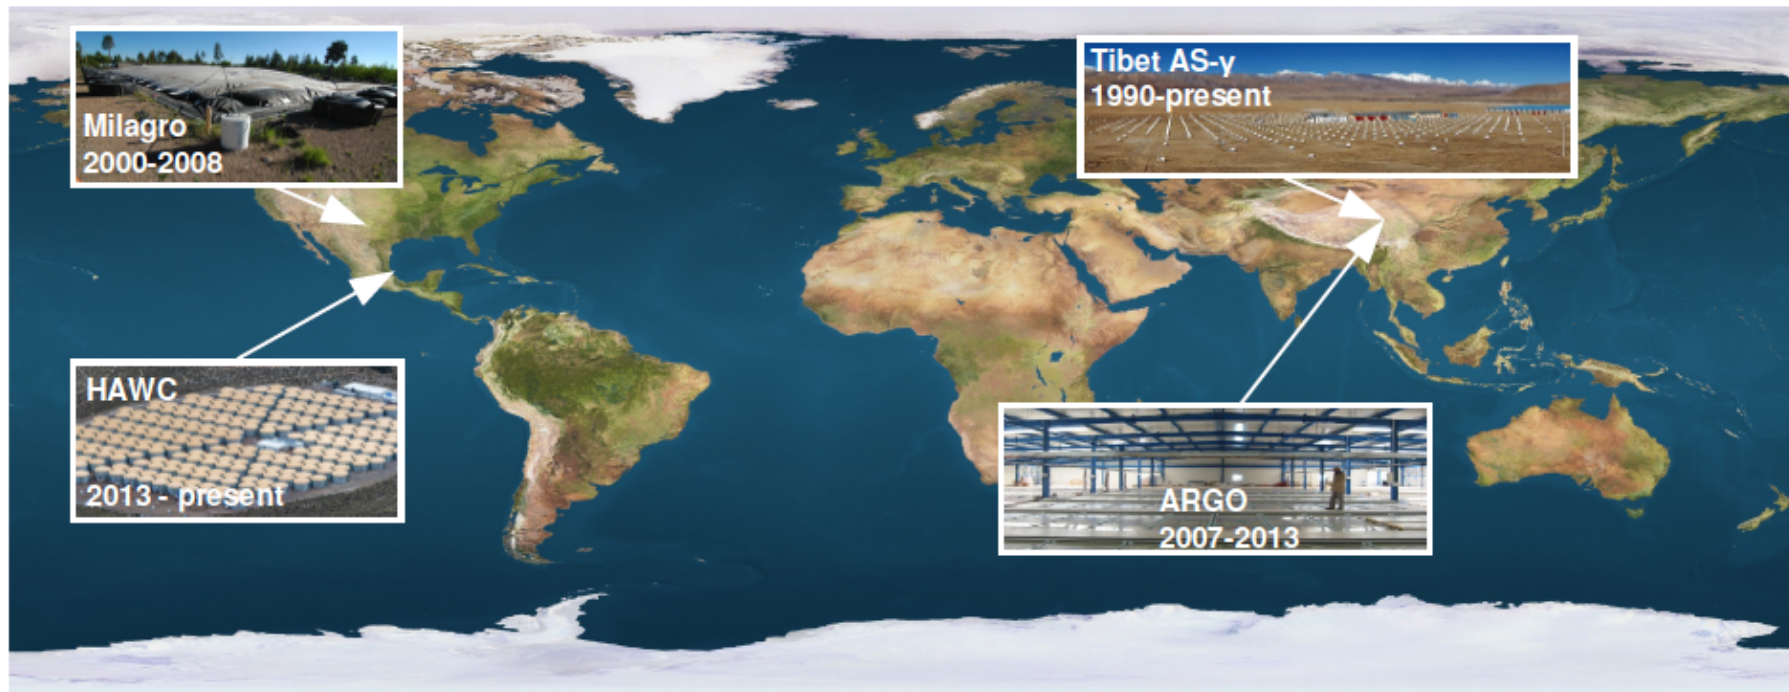 Milagro
2000-2008
Tibet AS-γ
1990-present
HAWC
2013 - present
ARGO
2007-2013